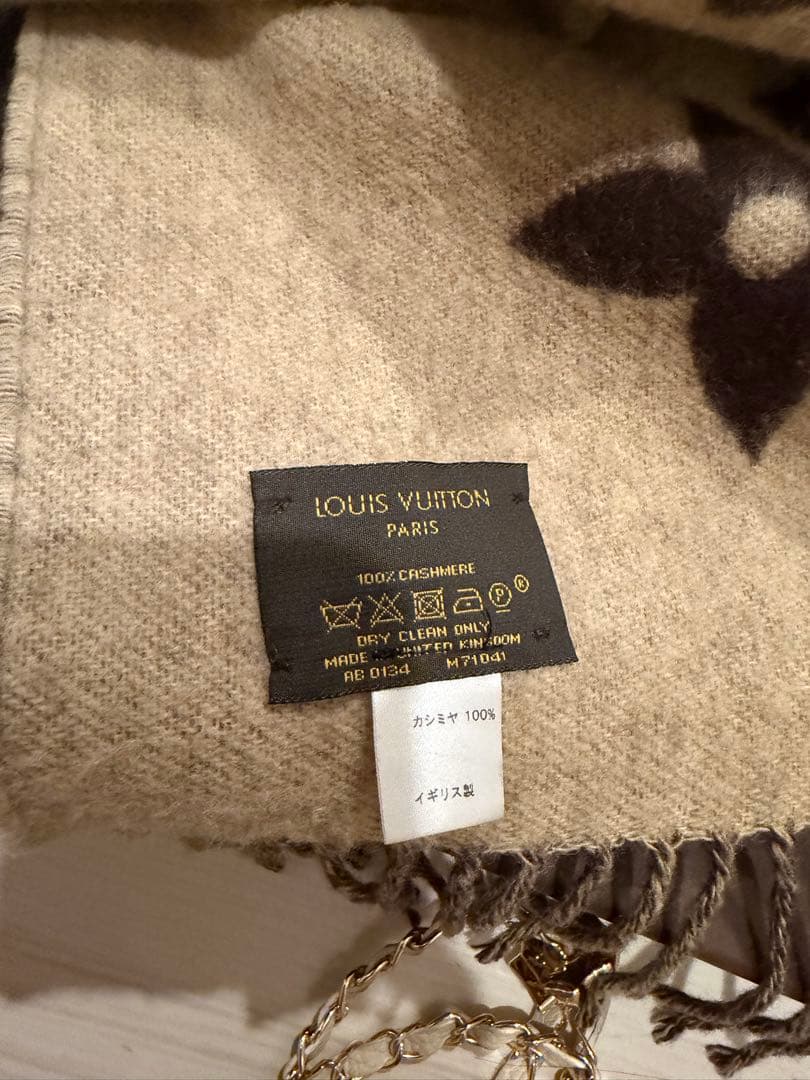 LOUIS VUITTON
PARIS
100% CASHMERE
P ®
DRY CLEAN ONLY
MADE UNITED KINGDOM
AB 0134 M71041
カシミヤ 100%
イギリス製